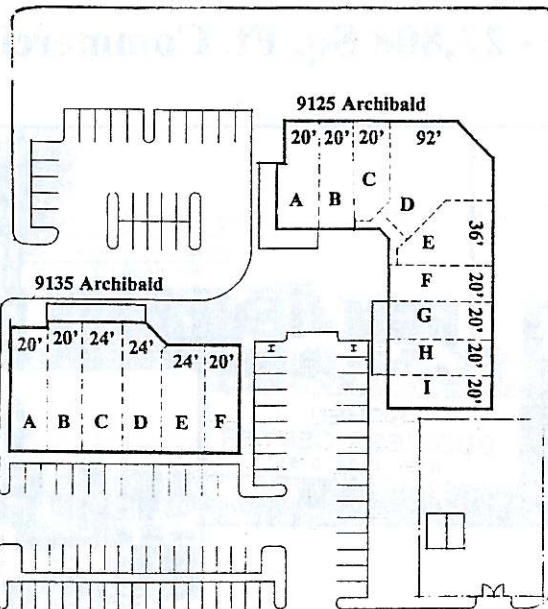 9125 Archibald
20' 20' 20' 92'
A B C D
E 36'
F 20'
G 20'
H 20'
I 20'
9135 Archibald
20' 20' 24' 24' 24' 20'
A B C D E F